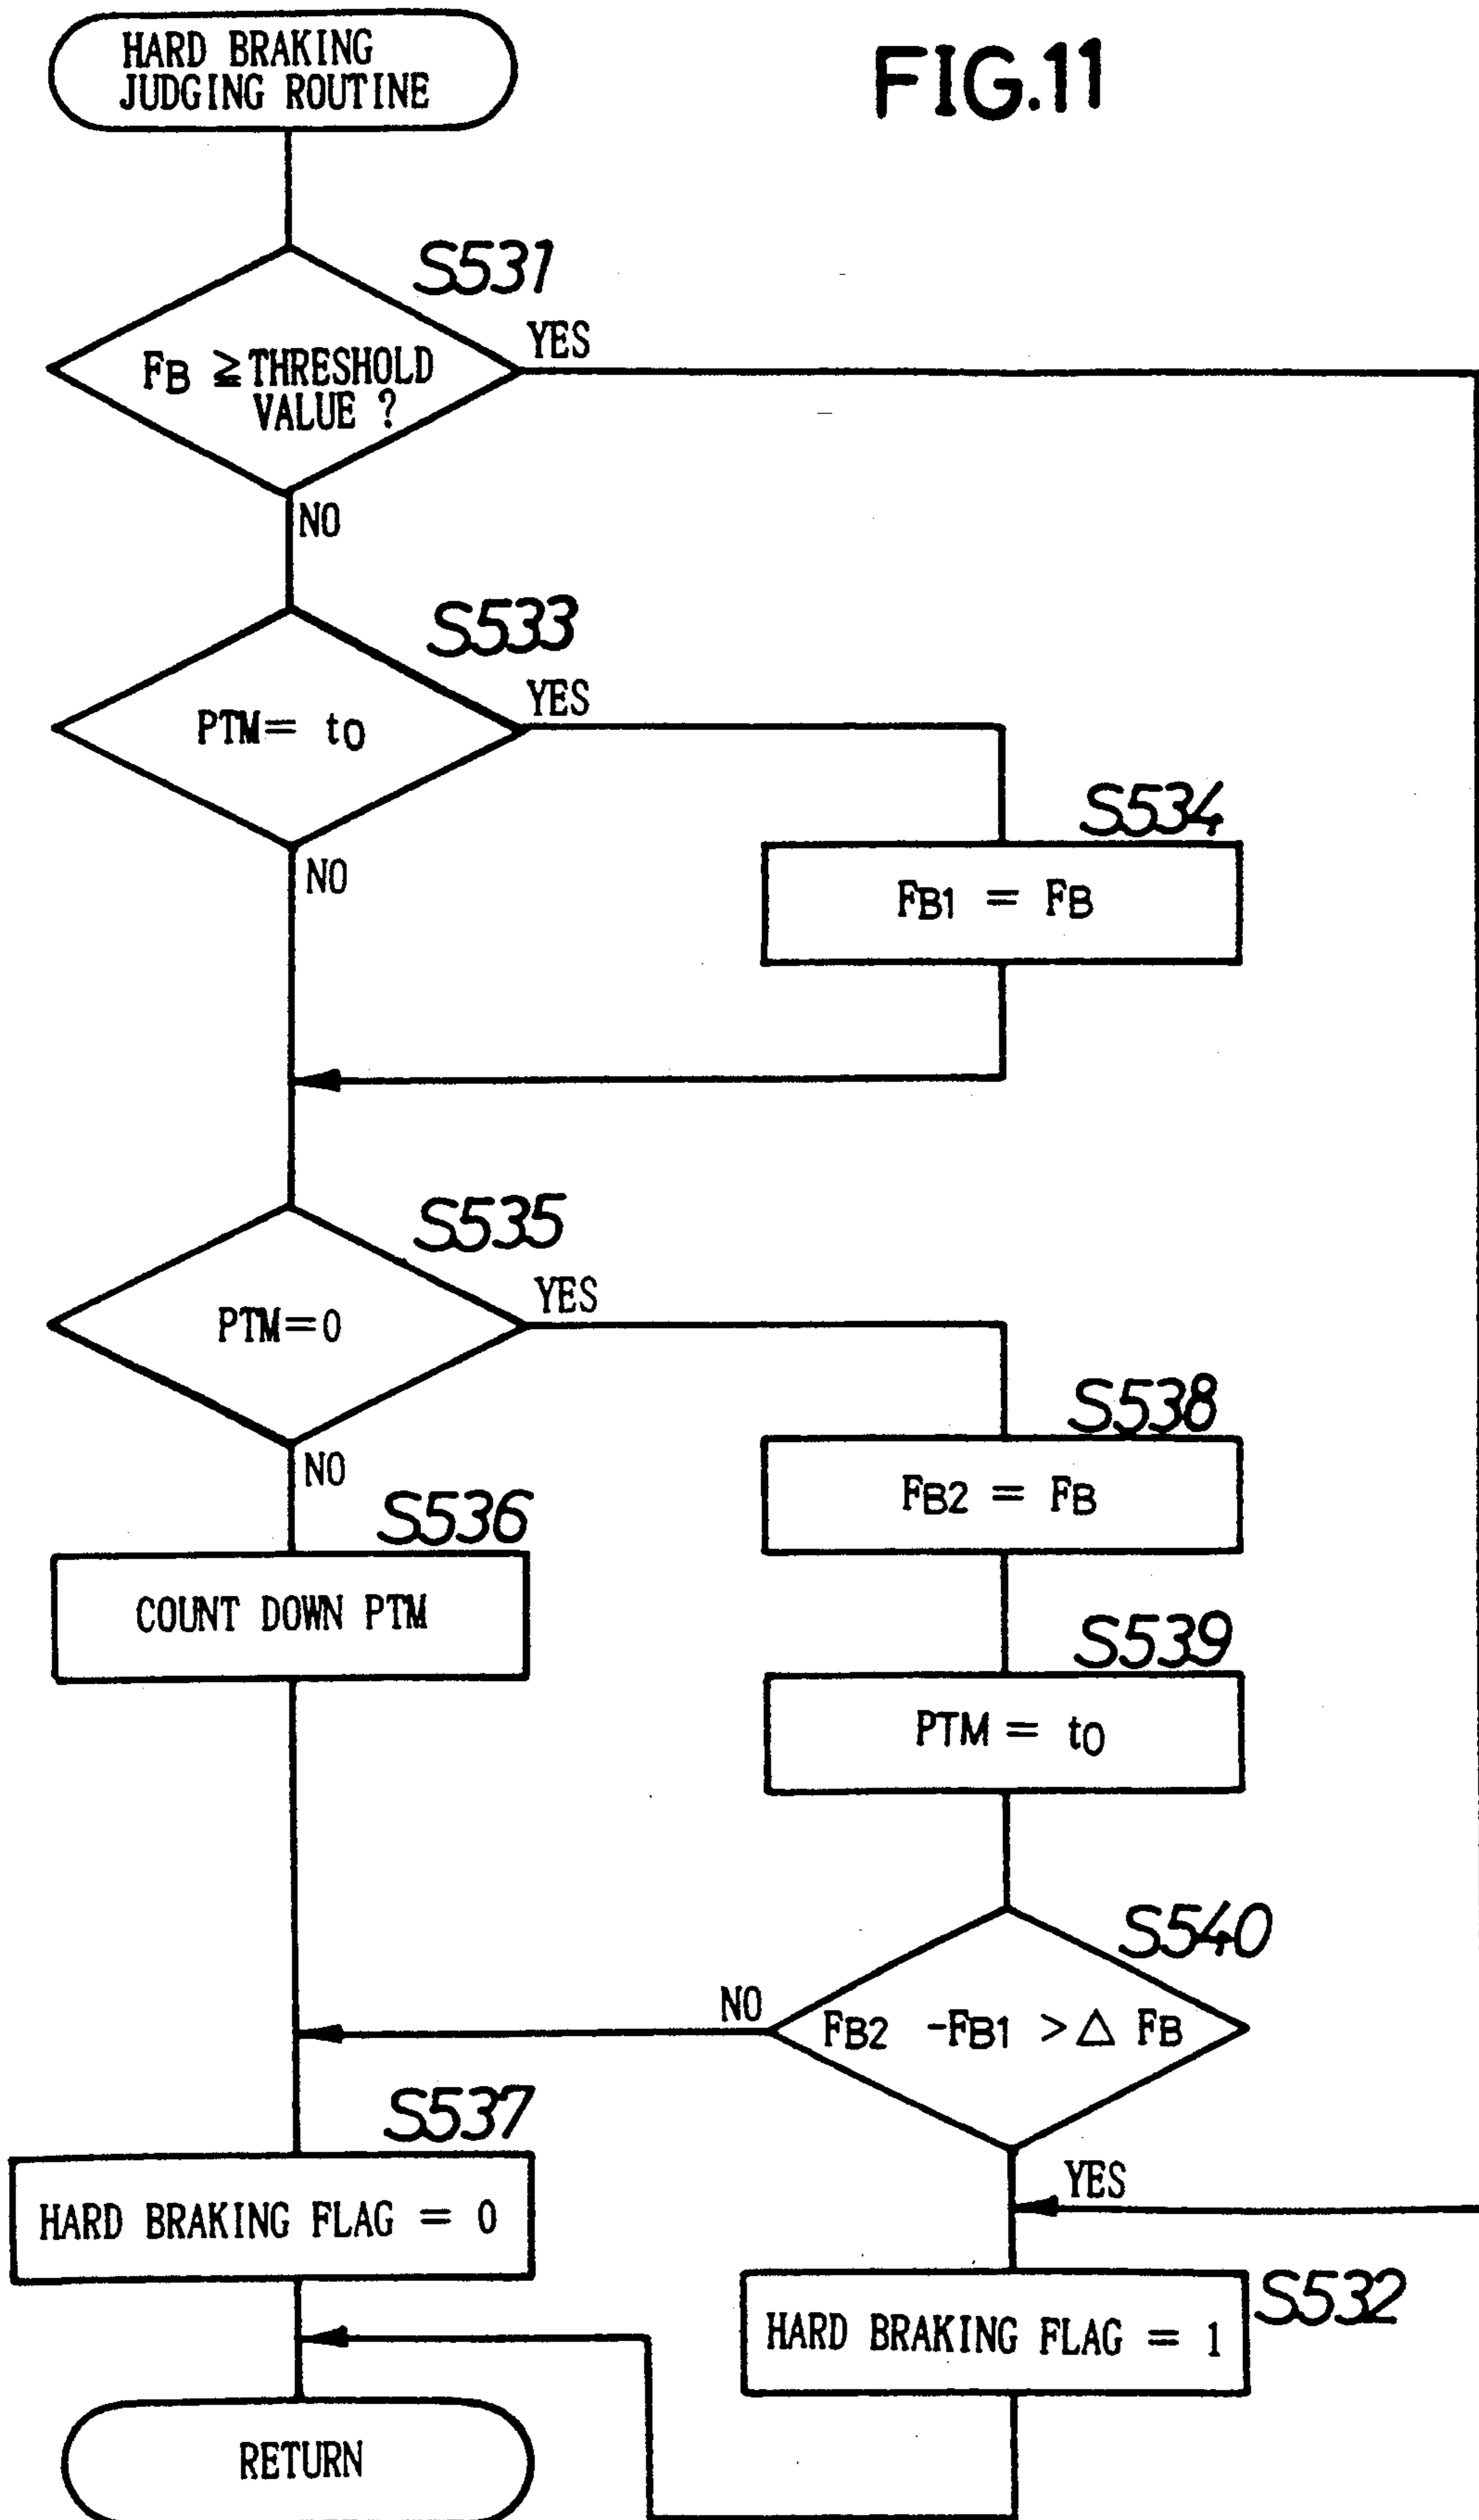 FIG.11
HARD BRAKING
JUDGING ROUTINE
S531
FB ≧ THRESHOLD
VALUE ?
YES
NO
S533
PTM= t0
YES
NO
S534
FB1 = FB
S535
PTM=0
YES
NO
S536
COUNT DOWN PTM
S538
FB2 = FB
S539
PTM = t0
S540
FB2 -FB1 >△ FB
NO
YES
S537
HARD BRAKING FLAG = 0
S532
HARD BRAKING FLAG = 1
RETURN